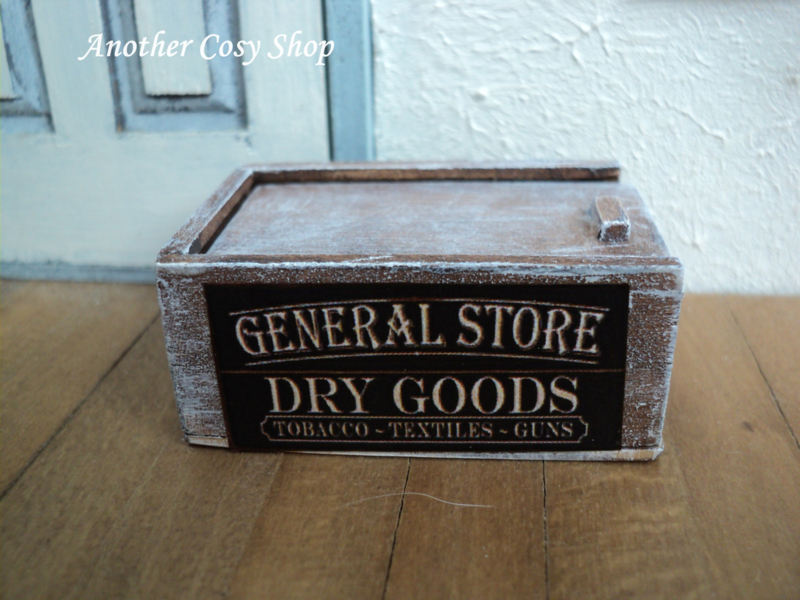 Another Cosy Shop
GENERAL STORE
DRY GOODS
TOBACCO ~ TEXTILES ~ GUNS